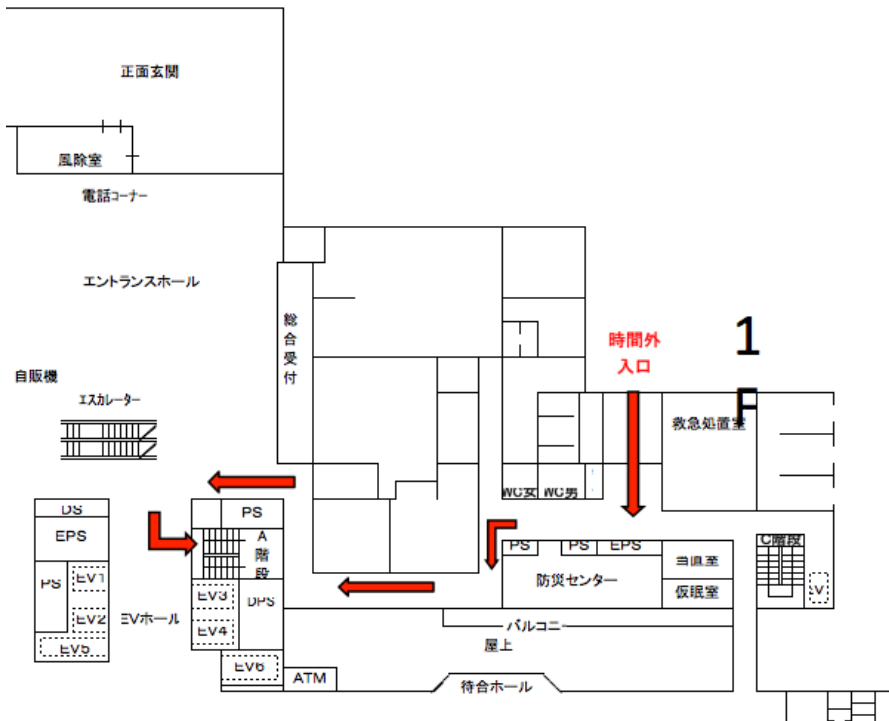 正面玄関
風除室
電話コーナー
エントランスホール
総合受付
時間外
入口
1
F
自販機
エスカレーター
救急処置室
WC女
WC男
DS
EPS
PS
EV1
EV2
EV5
EVホール
PS
A
階
段
EV3
EV4
DPS
EV6
ATM
PS
PS
EPS
防災センター
当直室
仮眠室
C階段
バルコニー
屋上
待合ホール